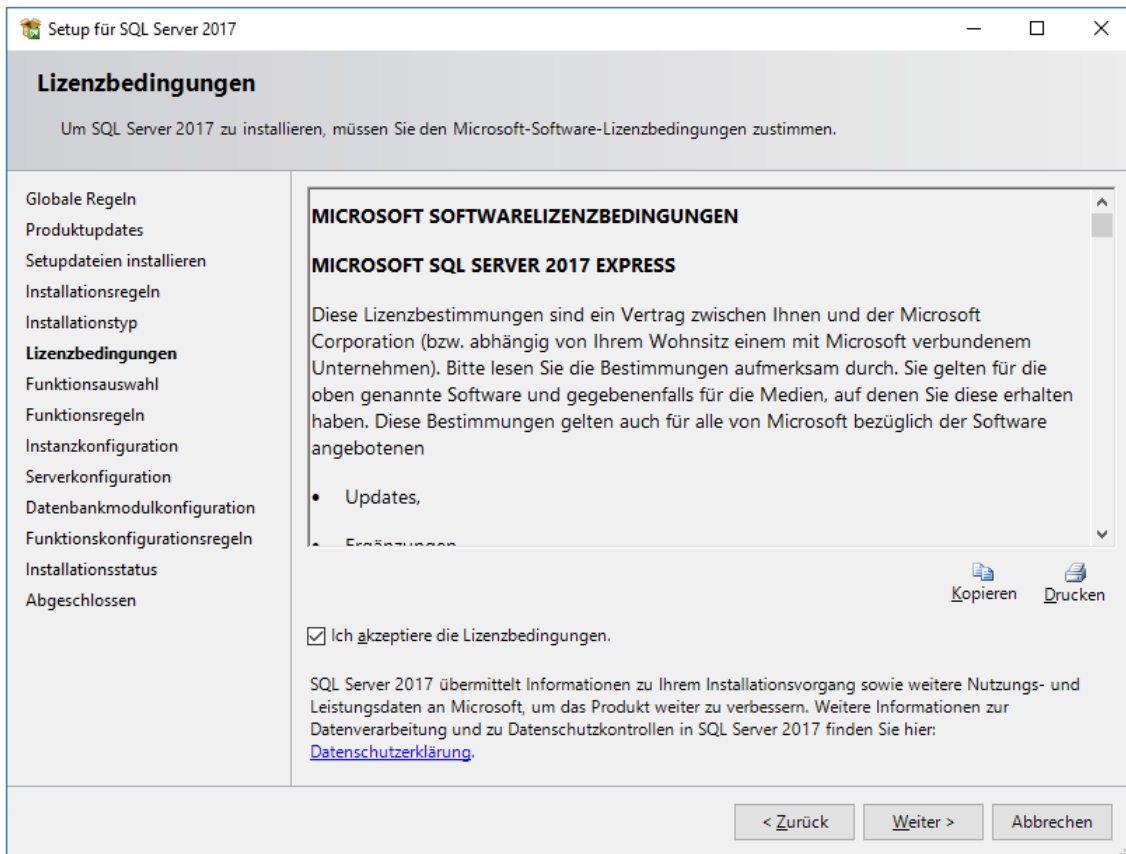 Setup für SQL Server 2017
Lizenzbedingungen
Um SQL Server 2017 zu installieren, müssen Sie den Microsoft-Software-Lizenzbedingungen zustimmen.
Globale Regeln
Produktupdates
Setupdateien installieren
Installationsregeln
Installationstyp
Lizenzbedingungen
Funktionsauswahl
Funktionsregeln
Instanzkonfiguration
Serverkonfiguration
Datenbankmodulkonfiguration
Funktionskonfigurationsregeln
Installationsstatus
Abgeschlossen
MICROSOFT SOFTWARELIZENZBEDINGUNGEN
MICROSOFT SQL SERVER 2017 EXPRESS
Diese Lizenzbestimmungen sind ein Vertrag zwischen Ihnen und der Microsoft
Corporation (bzw. abhängig von Ihrem Wohnsitz einem mit Microsoft verbundenem
Unternehmen). Bitte lesen Sie die Bestimmungen aufmerksam durch. Sie gelten für die
oben genannte Software und gegebenenfalls für die Medien, auf denen Sie diese erhalten
haben. Diese Bestimmungen gelten auch für alle von Microsoft bezüglich der Software
angebotenen
• Updates,
• Ergänzungen
Kopieren Drucken
Ich akzeptiere die Lizenzbedingungen.
SQL Server 2017 übermittelt Informationen zu Ihrem Installationsvorgang sowie weitere Nutzungs- und
Leistungsdaten an Microsoft, um das Produkt weiter zu verbessern. Weitere Informationen zur
Datenverarbeitung und zu Datenschutzkontrollen in SQL Server 2017 finden Sie hier:
Datenschutzerklärung.
< Zurück Weiter > Abbrechen